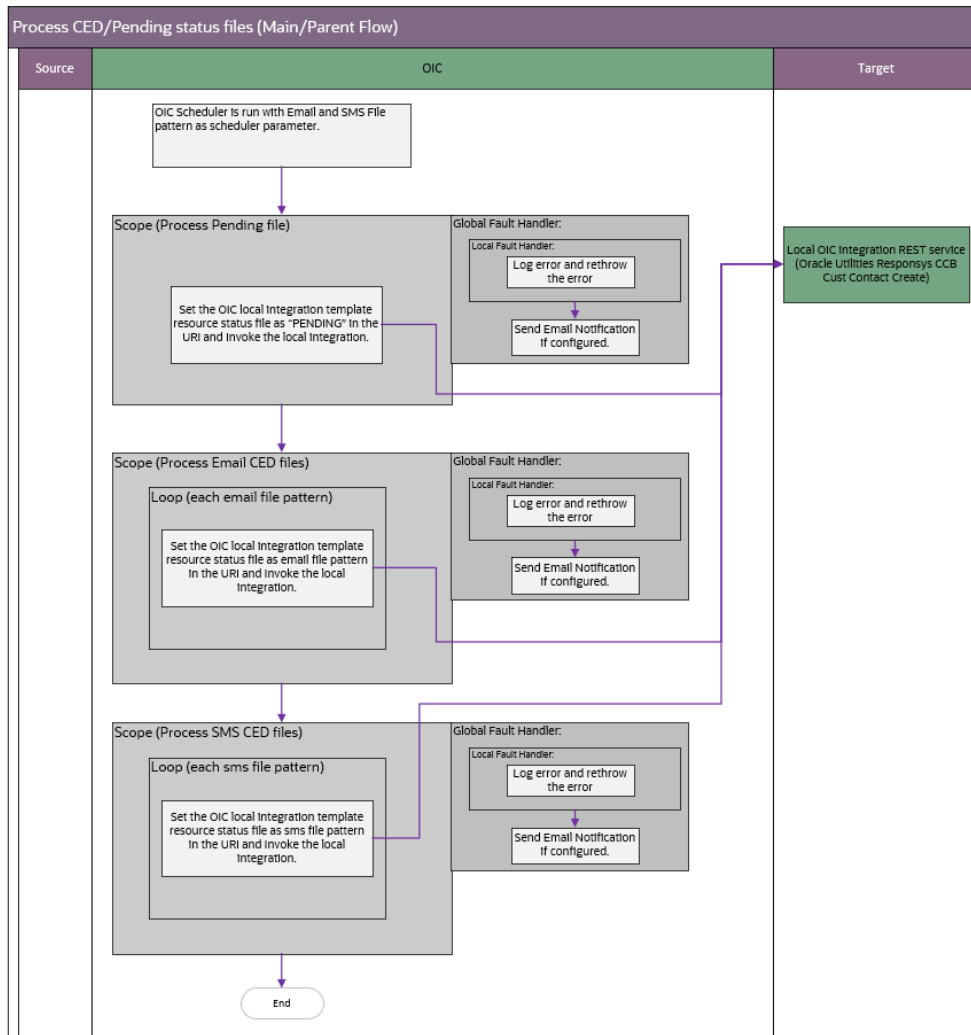 Process CED/Pending status files (Main/Parent Flow)
Source
OIC
Target
OIC Scheduler is run with Email and SMS File
pattern as scheduler parameter.
Scope (Process Pending file)
Set the OIC local integration template
resource status file as “PENDING” in the
URI and Invoke the local integration.
Global Fault Handler:
Local Fault Handler:
Log error and rethrow
the error
Send Email Notification
if configured.
Local OIC Integration REST service
(Oracle Utilities Responsys CCB
Cust Contact Create)
Scope (Process Email CED files)
Loop (each email file pattern)
Set the OIC local integration template
resource status file as email file pattern
in the URI and Invoke the local
integration.
Global Fault Handler:
Local Fault Handler:
Log error and rethrow
the error
Send Email Notification
if configured.
Scope (Process SMS CED files)
Loop (each sms file pattern)
Set the OIC local integration template
resource status file as sms file pattern
in the URI and Invoke the local
integration.
Global Fault Handler:
Local Fault Handler:
Log error and rethrow
the error
Send Email Notification
if configured.
End